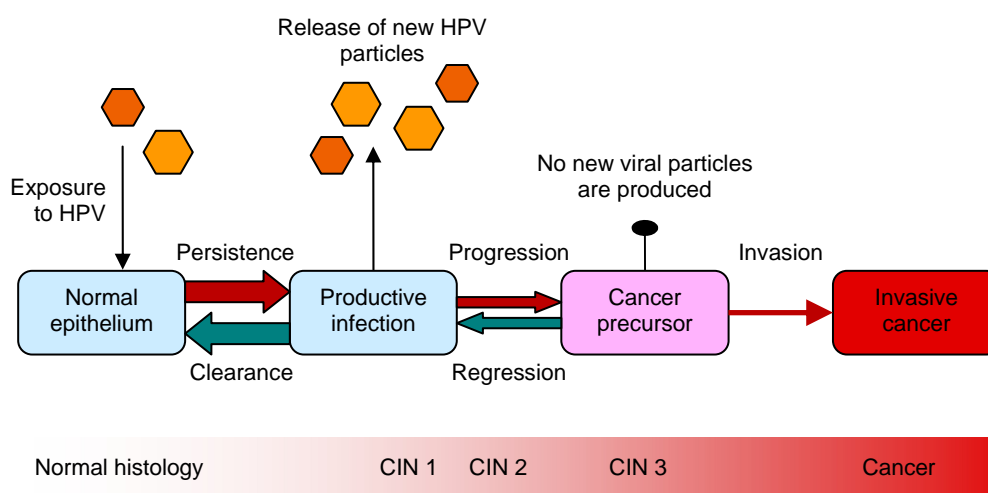 Release of new HPV
particles
No new viral particles
are produced
Exposure
to HPV
Persistence
Progression
Invasion
Normal
epithelium
Productive
infection
Cancer
precursor
Invasive
cancer
Clearance
Regression
Normal histology
CIN 1
CIN 2
CIN 3
Cancer